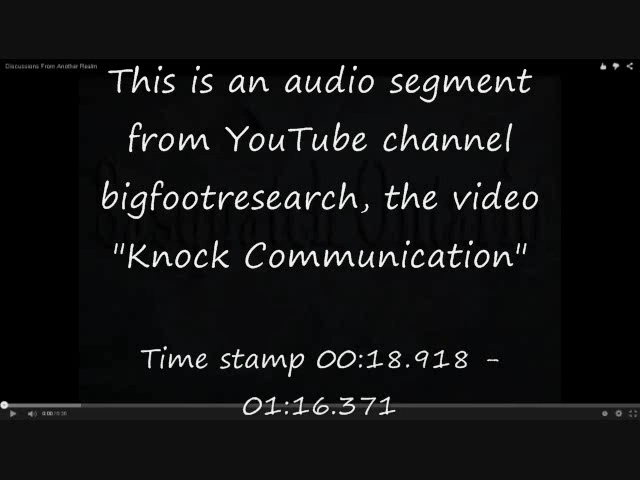 Discussions From Another Realm
This is an audio segment
from YouTube channel
bigfootresearch, the video
"Knock Communication"
Time stamp 00:18.918 -
01:16.371